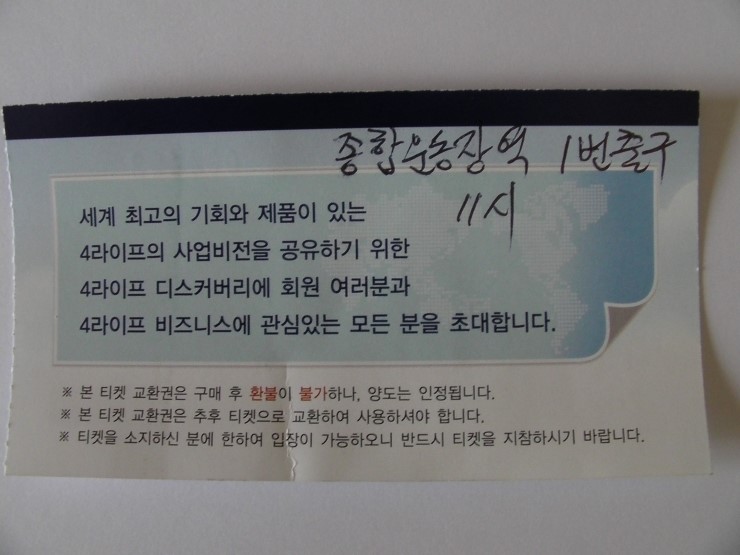 종합운동장역 1번출구
11시
세계 최고의 기회와 제품이 있는
4라이프의 사업비전을 공유하기 위한
4라이프 디스커버리에 회원 여러분과
4라이프 비즈니스에 관심있는 모든 분을 초대합니다.
※ 본 티켓 교환권은 구매 후 환불이 불가하나, 양도는 인정됩니다.
※ 본 티켓 교환권은 추후 티켓으로 교환하여 사용하셔야 합니다.
※ 티켓을 소지하신 분에 한하여 입장이 가능하오니 반드시 티켓을 지참하시기 바랍니다.